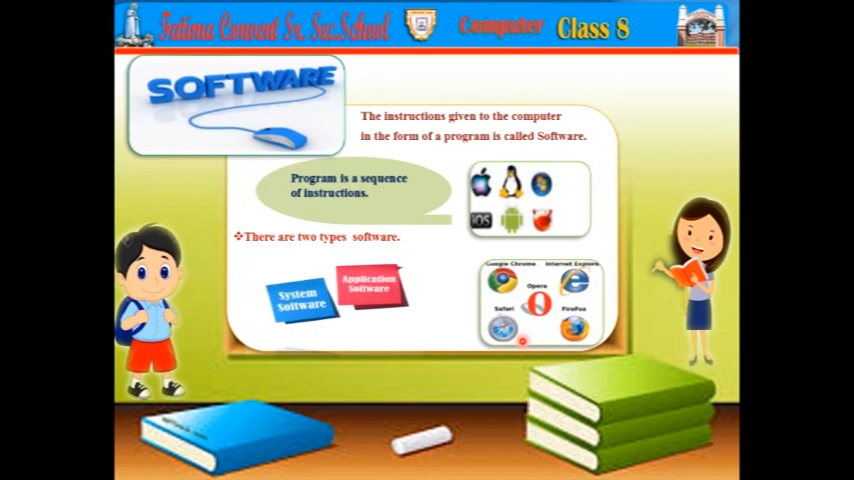 Fatima Convent Sr. Sec.School
Computer Class 8
SOFTWARE
The instructions given to the computer
in the form of a program is called Software.
Program is a sequence
of instructions.
iOS
❖There are two types software.
System
Software
Application
Software
Google Chrome
Internet Explore
Opera
Safari
FireFox